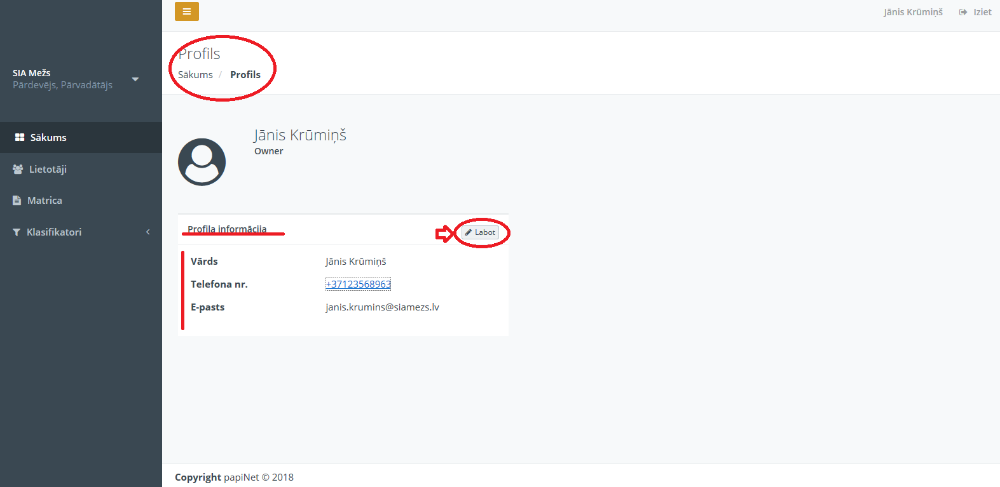 Jānis Krūmiņš Iziet
Profils
Sākums / Profils
SIA Mežs
Pārdevējs, Pārvadātājs
Sākums
Lietotāji
Matrica
Klasifikatori
Jānis Krūmiņš
Owner
Profila informācija
Labot
Vārds Jānis Krūmiņš
Telefona nr. +37123568963
E-pasts janis.krumins@siamezs.lv
Copyright papiNet © 2018